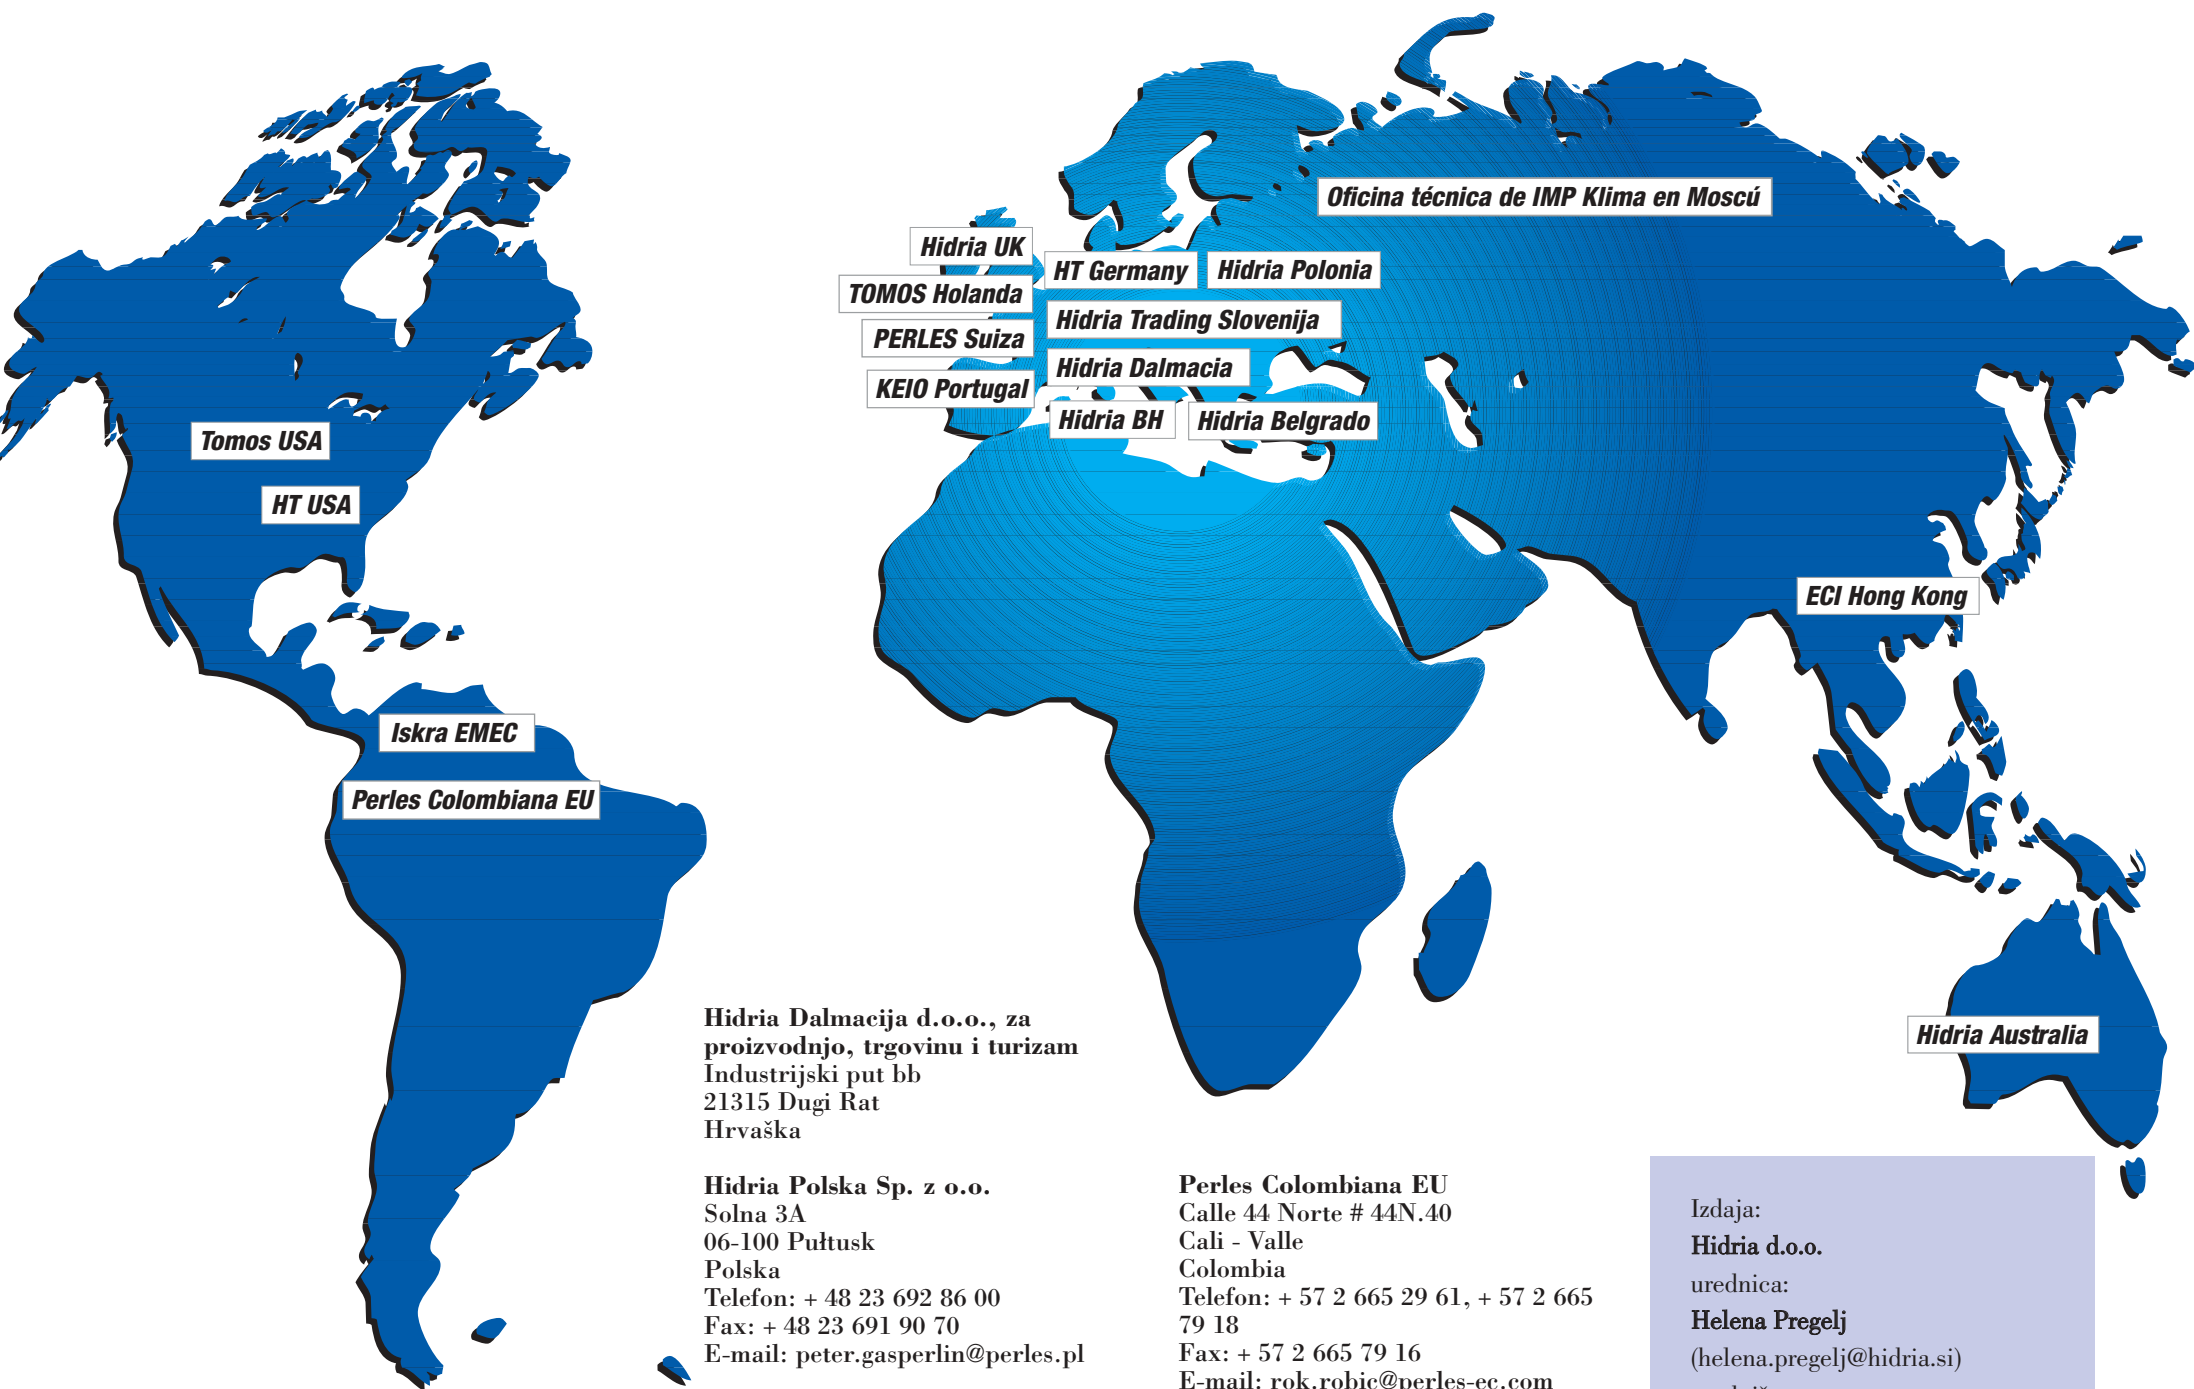 Oficina técnica de IMP Klima en Moscú
Hidria UK
HT Germany
Hidria Polonia
TOMOS Holanda
Hidria Trading Slovenija
PERLES Suiza
Hidria Dalmacia
KEIO Portugal
Hidria BH
Hidria Belgrado
Tomos USA
HT USA
ECI Hong Kong
Iskra EMEC
Perles Colombiana EU
Hidria Australia
Hidria Dalmacija d.o.o., za
proizvodnjo, trgovinu i turizam
Industrijski put bb
21315 Dugi Rat
Hrvaška
Hidria Polska Sp. z o.o.
Solna 3A
06-100 Pułtusk
Polska
Telefon: + 48 23 692 86 00
Fax: + 48 23 691 90 70
E-mail: peter.gasperlin@perles.pl
Perles Colombiana EU
Calle 44 Norte # 44N.40
Cali - Valle
Colombia
Telefon: + 57 2 665 29 61, + 57 2 665
79 18
Fax: + 57 2 665 79 16
E-mail: rok.robic@perles-ec.com
Izdaja:
Hidria d.o.o.
urednica:
Helena Pregelj
(helena.pregelj@hidria.si)